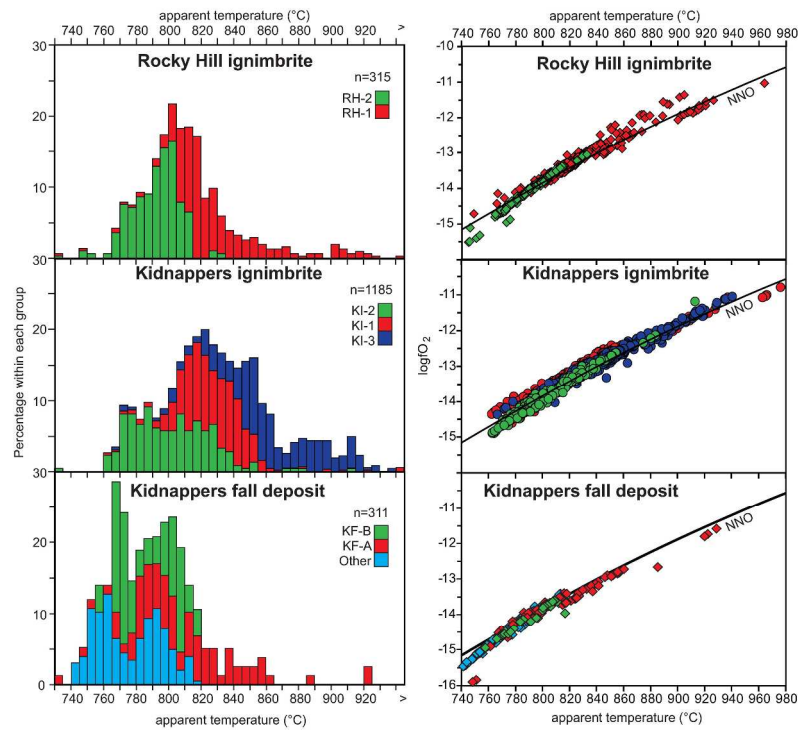 apparent temperature (°C)
740 760 780 800 820 840 860 880 900 920 >
30
20
10
30
Rocky Hill ignimbrite
n=315
RH-2
RH-1
Percentage within each group
20
10
30
Kidnappers ignimbrite
n=1185
KI-2
KI-1
KI-3
20
10
0
Kidnappers fall deposit
n=311
KF-B
KF-A
Other
740 760 780 800 820 840 860 880 900 920 >
apparent temperature (°C)
apparent temperature (°C)
740 760 780 800 820 840 860 880 900 920 940 960 980
-10
-11
-12
-13
-14
-15
Rocky Hill ignimbrite
NNO
logfO2
-11
-12
-13
-14
-15
Kidnappers ignimbrite
NNO
-11
-12
-13
-14
-15
-16
Kidnappers fall deposit
NNO
740 760 780 800 820 840 860 880 900 920 940 960 980
apparent temperature (°C)